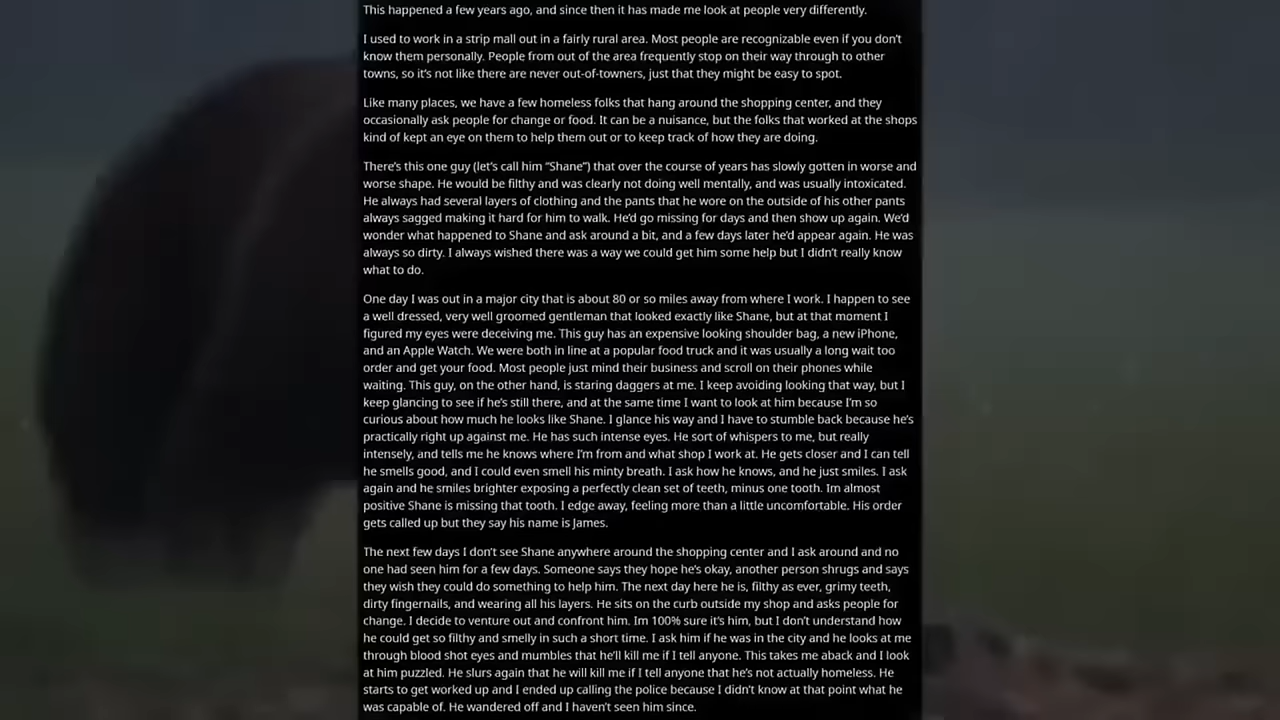 This happened a few years ago, and since then it has made me look at people very differently.
I used to work in a strip mall out in a fairly rural area. Most people are recognizable even if you don't
know them personally. People from out of the area frequently stop on their way through to other
towns, so it's not like there are never out-of-towners, just that they might be easy to spot.
Like many places, we have a few homeless folks that hang around the shopping center, and they
occasionally ask people for change or food. It can be a nuisance, but the folks that worked at the shops
kind of kept an eye on them to help them out or to keep track of how they are doing.
There's this one guy (let's call him “Shane”) that over the course of years has slowly gotten in worse and
worse shape. He would be filthy and was clearly not doing well mentally, and was usually intoxicated.
He always had several layers of clothing and the pants that he wore on the outside of his other pants
always sagged making it hard for him to walk. He'd go missing for days and then show up again. We'd
wonder what happened to Shane and ask around a bit, and a few days later he'd appear again. He was
always so dirty. I always wished there was a way we could get him some help but I didn't really know
what to do.
One day I was out in a major city that is about 80 or so miles away from where I work. I happen to see
a well dressed, very well groomed gentleman that looked exactly like Shane, but at that moment I
figured my eyes were deceiving me. This guy has an expensive looking shoulder bag, a new iPhone,
and an Apple Watch. We were both in line at a popular food truck and it was usually a long wait too
order and get your food. Most people just mind their business and scroll on their phones while
waiting. This guy, on the other hand, is staring daggers at me. I keep avoiding looking that way, but I
keep glancing to see if he's still there, and at the same time I want to look at him because I'm so
curious about how much he looks like Shane. I glance his way and I have to stumble back because he's
practically right up against me. He has such intense eyes. He sort of whispers to me, but really
intensely, and tells me he knows where I'm from and what shop I work at. He gets closer and I can tell
he smells good, and I could even smell his minty breath. I ask how he knows, and he just smiles. I ask
again and he smiles brighter exposing a perfectly clean set of teeth, minus one tooth. Im almost
positive Shane is missing that tooth. I edge away, feeling more than a little uncomfortable. His order
gets called up but they say his name is James.
The next few days I don't see Shane anywhere around the shopping center and I ask around and no
one had seen him for a few days. Someone says they hope he's okay, another person shrugs and says
they wish they could do something to help him. The next day here he is, filthy as ever, grimy teeth,
dirty fingernails, and wearing all his layers. He sits on the curb outside my shop and asks people for
change. I decide to venture out and confront him. Im 100% sure it's him, but I don't understand how
he could get so filthy and smelly in such a short time. I ask him if he was in the city and he looks at me
through blood shot eyes and mumbles that he'll kill me if I tell anyone. This takes me aback and I look
at him puzzled. He slurs again that he will kill me if I tell anyone that he's not actually homeless. He
starts to get worked up and I ended up calling the police because I didn't know at that point what he
was capable of. He wandered off and I haven't seen him since.